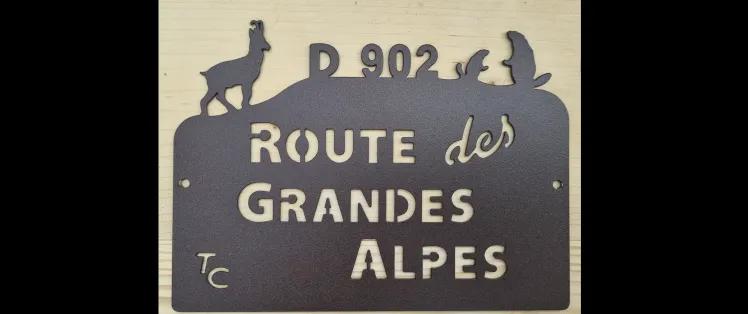 D 902
ROUTE des
GRANDES
ALPES
TC